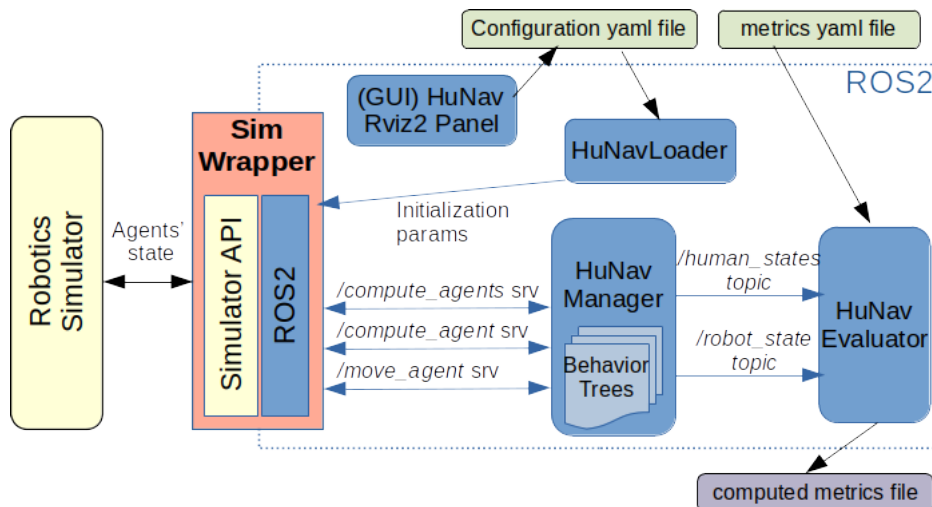 Configuration yaml file
metrics yaml file
ROS2
(GUI) HuNav
Rviz2 Panel
HuNavLoader
Sim
Wrapper
Initialization
params
Robotics
Simulator
Agents'
state
Simulator API
ROS2
/compute_agents srv
/compute_agent srv
/move_agent srv
HuNav
Manager
Behavior
Trees
/human_states
topic
/robot_state
topic
HuNav
Evaluator
computed metrics file